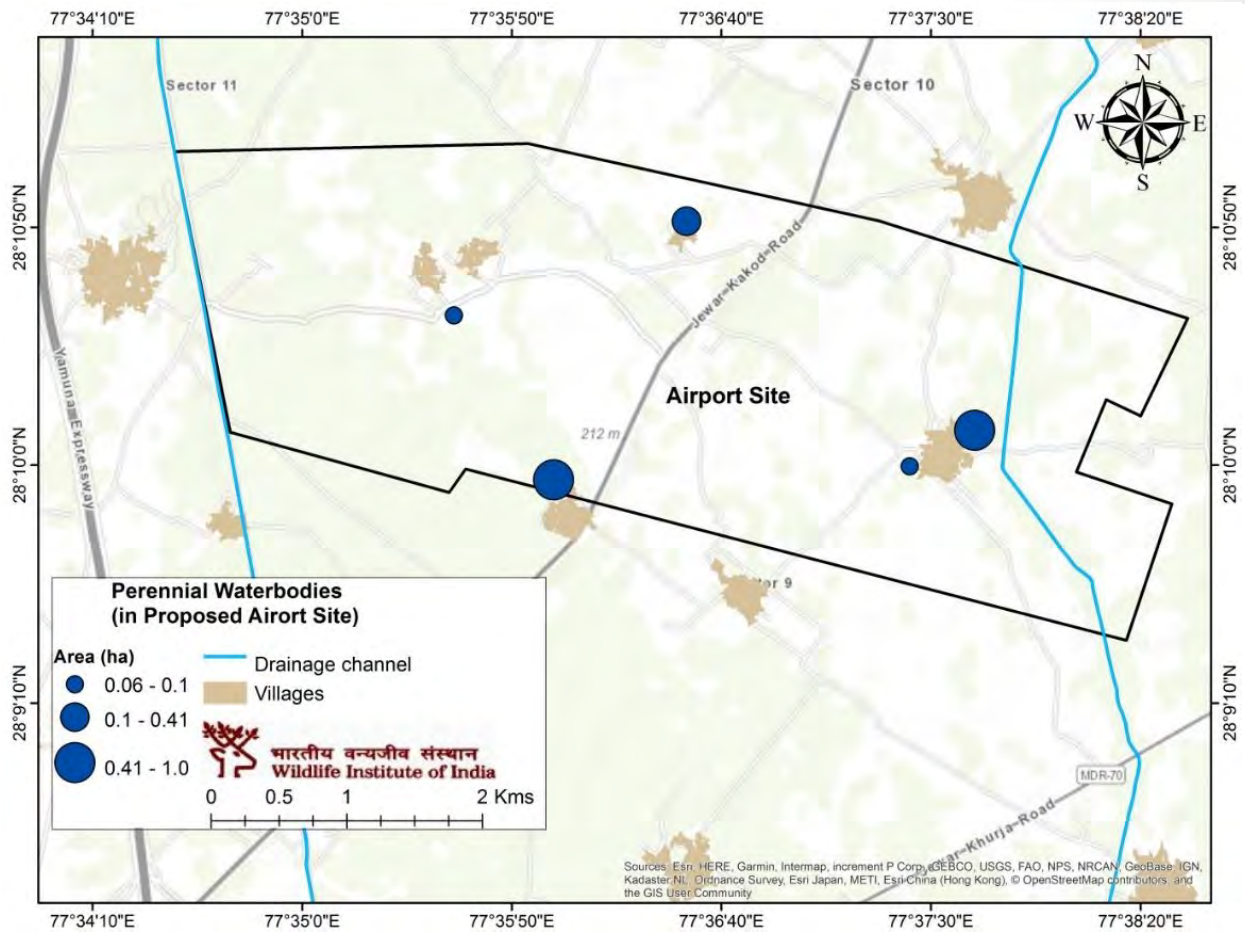 77°34'10"E 77°35'0"E 77°35'50"E 77°36'40"E 77°37'30"E 77°38'20"E
N
W E
S
Sector 11
Sector 10
28°10'50"N
28°10'50"N
Jewar-Kakod-Road
Yamuna Expressway
Airport Site
212 m
28°10'0"N
28°10'0"N
tor 9
Perennial Waterbodies
(in Proposed Airort Site)
Area (ha)
0.06 - 0.1
0.1 - 0.41
0.41 - 1.0
Drainage channel
Villages
भारतीय वन्यजीव संस्थान
Wildlife Institute of India
0 0.5 1 2 Kms
28°9'10"N
28°9'10"N
MDR-70
war-Khurja-Road
Sources: Esri, HERE, Garmin, Intermap, increment P Corp., GEBCO, USGS, FAO, NPS, NRCAN, GeoBase, IGN,
Kadaster NL, Ordnance Survey, Esri Japan, METI, Esri China (Hong Kong), © OpenStreetMap contributors, and
the GIS User Community
77°34'10"E 77°35'0"E 77°35'50"E 77°36'40"E 77°37'30"E 77°38'20"E